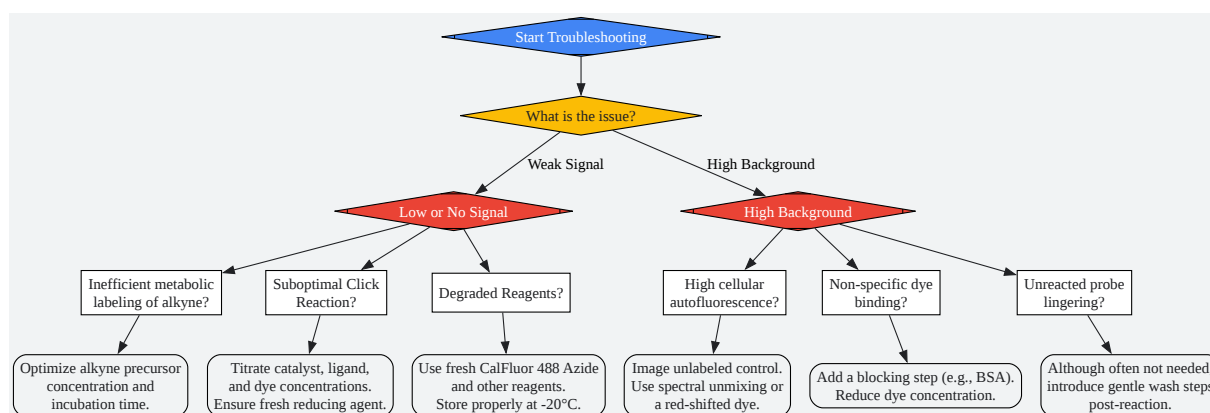 Start Troubleshooting
What is the issue?
Weak Signal
High Background
Low or No Signal
High Background
Inefficient metabolic
labeling of alkyne?
Suboptimal Click
Reaction?
Degraded Reagents?
High cellular
autofluorescence?
Non-specific dye
binding?
Unreacted probe
lingering?
Optimize alkyne precursor
concentration and
incubation time.
Titrate catalyst, ligand,
and dye concentrations.
Ensure fresh reducing agent.
Use fresh CalFluor 488 Azide
and other reagents.
Store properly at -20°C.
Image unlabeled control.
Use spectral unmixing or
a red-shifted dye.
Add a blocking step (e.g., BSA).
Reduce dye concentration.
Although often not needed,
introduce gentle wash steps
post-reaction.